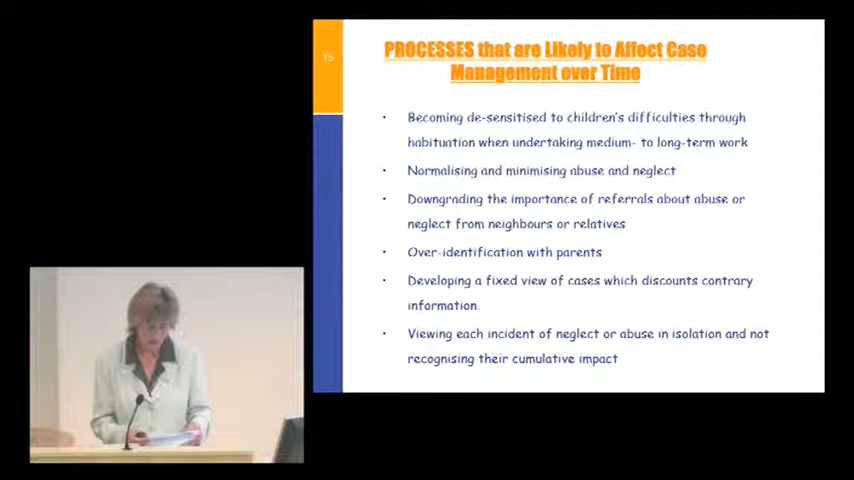 15
PROCESSES that are Likely to Affect Case
Management over Time
• Becoming de-sensitised to children's difficulties through
habituation when undertaking medium- to long-term work
• Normalising and minimising abuse and neglect
• Downgrading the importance of referrals about abuse or
neglect from neighbours or relatives
• Over-identification with parents
• Developing a fixed view of cases which discounts contrary
information.
• Viewing each incident of neglect or abuse in isolation and not
recognising their cumulative impact